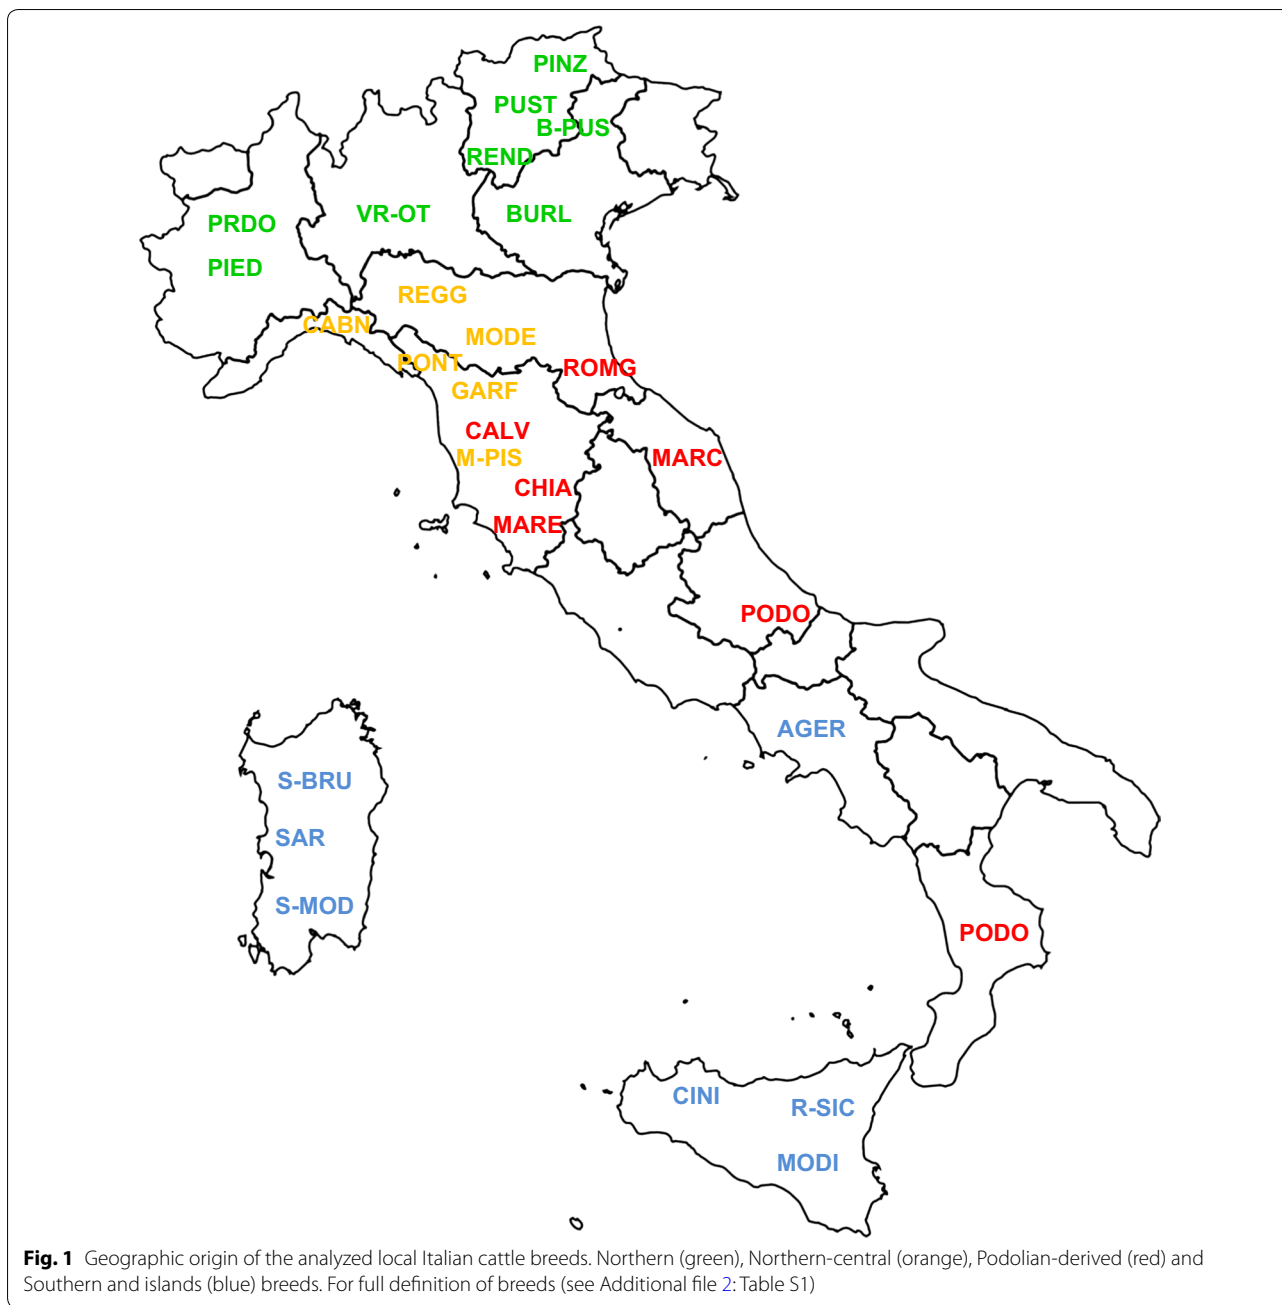 PINZ
PUST
B-PUS
REND
PRDO
VR-OT
BURL
PIED
REGG
CABN
MODE
PONT
ROMG
GARF
CALV
M-PIS
MARC
CHIA
MARE
PODO
AGER
S-BRU
SAR
S-MOD
PODO
CINI
R-SIC
MODI
Fig. 1 Geographic origin of the analyzed local Italian cattle breeds. Northern (green), Northern-central (orange), Podolian-derived (red) and
Southern and islands (blue) breeds. For full definition of breeds (see Additional file 2: Table S1)